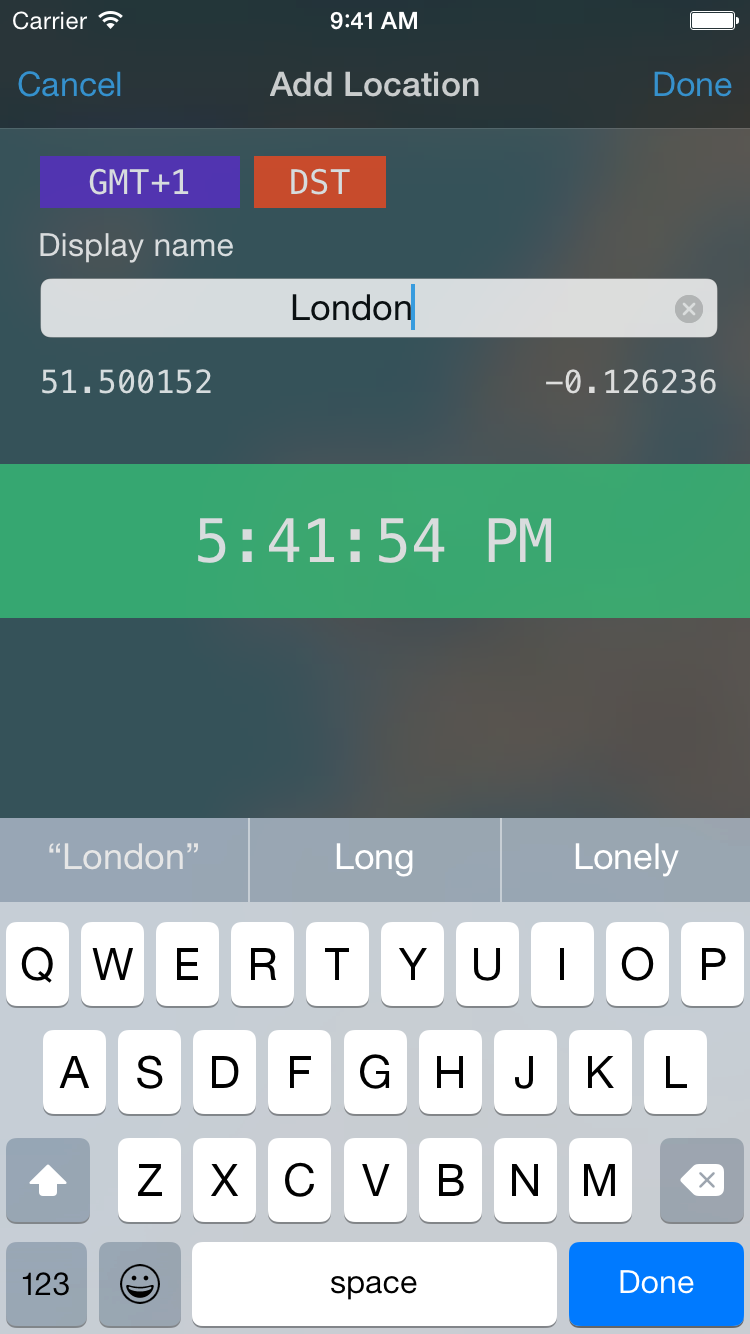 Carrier 9:41 AM
Cancel Add Location Done
GMT+1 DST
Display name
London
51.500152 -0.126236
5:41:54 PM
“London” Long Lonely
Q W E R T Y U I O P
A S D F G H J K L
Z X C V B N M
123 space Done